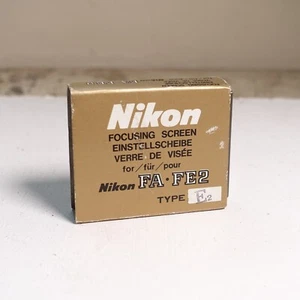 Nikon
FOCUSING SCREEN
EINSTELLSCHEIBE
VERRE DE VISÉE
for/für/pour
Nikon FA·FE2
TYPE E2